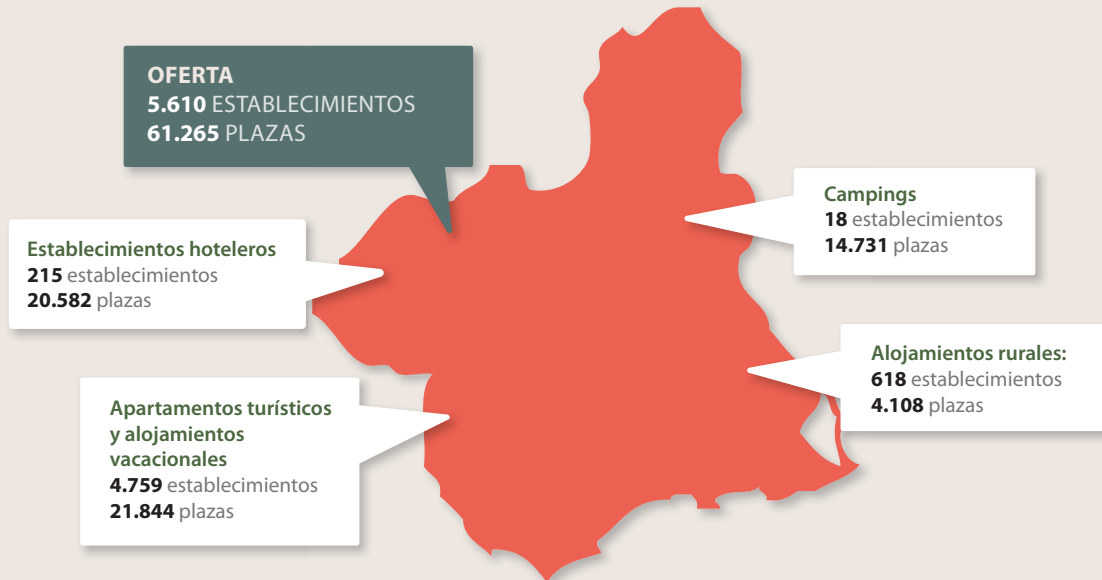 OFERTA
5.610 ESTABLECIMIENTOS
61.265 PLAZAS
Campings
18 establecimientos
14.731 plazas
Establecimientos hoteleros
215 establecimientos
20.582 plazas
Alojamientos rurales:
618 establecimientos
4.108 plazas
Apartamentos turísticos
y alojamientos
vacacionales
4.759 establecimientos
21.844 plazas